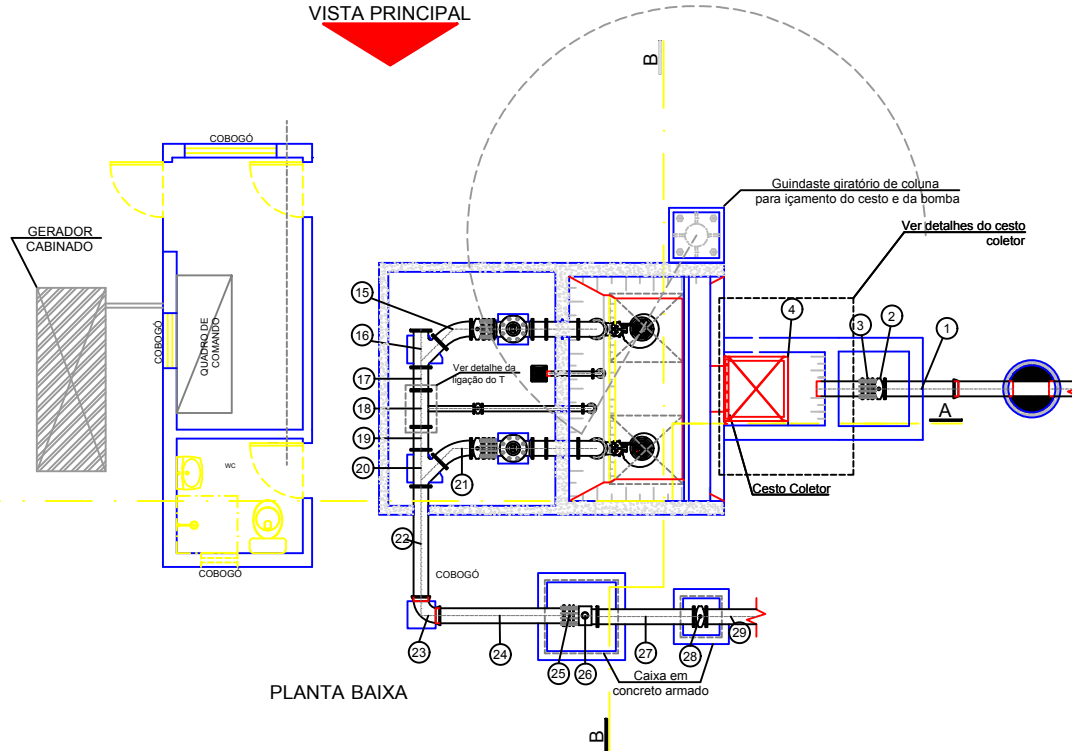 VISTA PRINCIPAL
B
COBOGÓ
Guindaste giratório de coluna
para içamento do cesto e da bomba
Ver detalhes do cesto
coletor
GERADOR
CABINADO
15
16
17
18
19
20
21
Ver detalhe da
ligação do T
4
3
2
1
A
COBOGÓ
QUADRO DE
COMANDO
WC
Cesto Coletor
COBOGÓ
22
COBOGÓ
23
24
25
26
27
28
29
Caixa em
concreto armado
PLANTA BAIXA
B